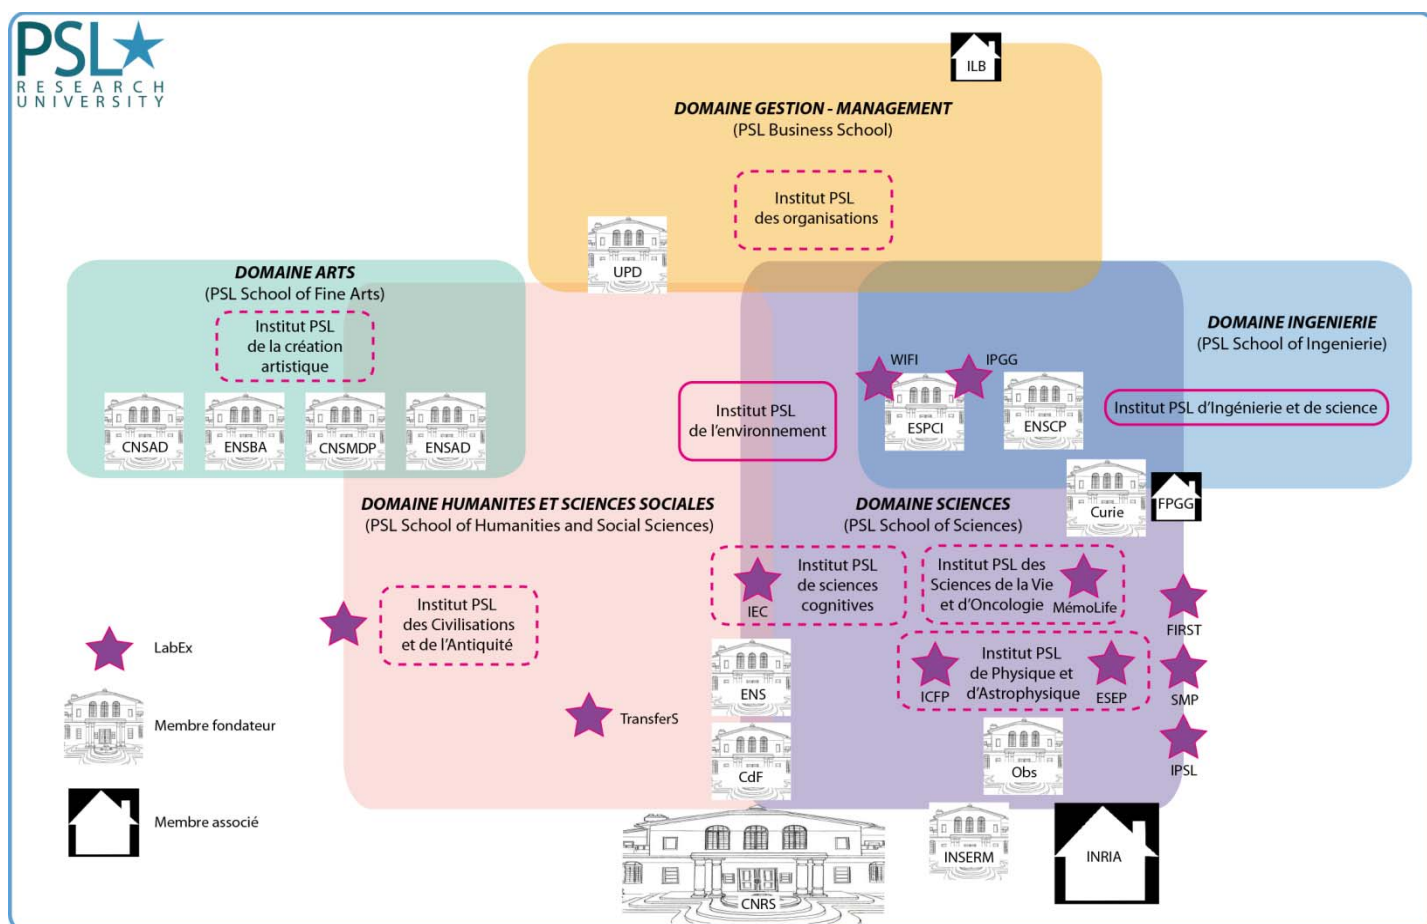 PSL
RESEARCH
UNIVERSITY
ILB
DOMAINE GESTION - MANAGEMENT
(PSL Business School)
Institut PSL
des organisations
UPD
DOMAINE ARTS
(PSL School of Fine Arts)
Institut PSL
de la création
artistique
CNSAD
ENSBA
CNSMDP
ENSAD
DOMAINE INGENIERIE
(PSL School of Ingenierie)
WIFI
IPGG
ESPCI
ENSCP
Institut PSL d'Ingénierie et de science
Institut PSL
de l'environnement
Curie
FPGG
DOMAINE HUMANITES ET SCIENCES SOCIALES
(PSL School of Humanities and Social Sciences)
DOMAINE SCIENCES
(PSL School of Sciences)
IEC
Institut PSL
de sciences
cognitives
Institut PSL des
Sciences de la Vie
et d'Oncologie
MémoLife
Institut PSL
des Civilisations
et de l'Antiquité
FIRST
ICFP
Institut PSL
de Physique et
d'Astrophysique
ESEP
SMP
ENS
TransferS
CdF
Obs
IPSL
LabEx
Membre fondateur
Membre associé
CNRS
INSERM
INRIA